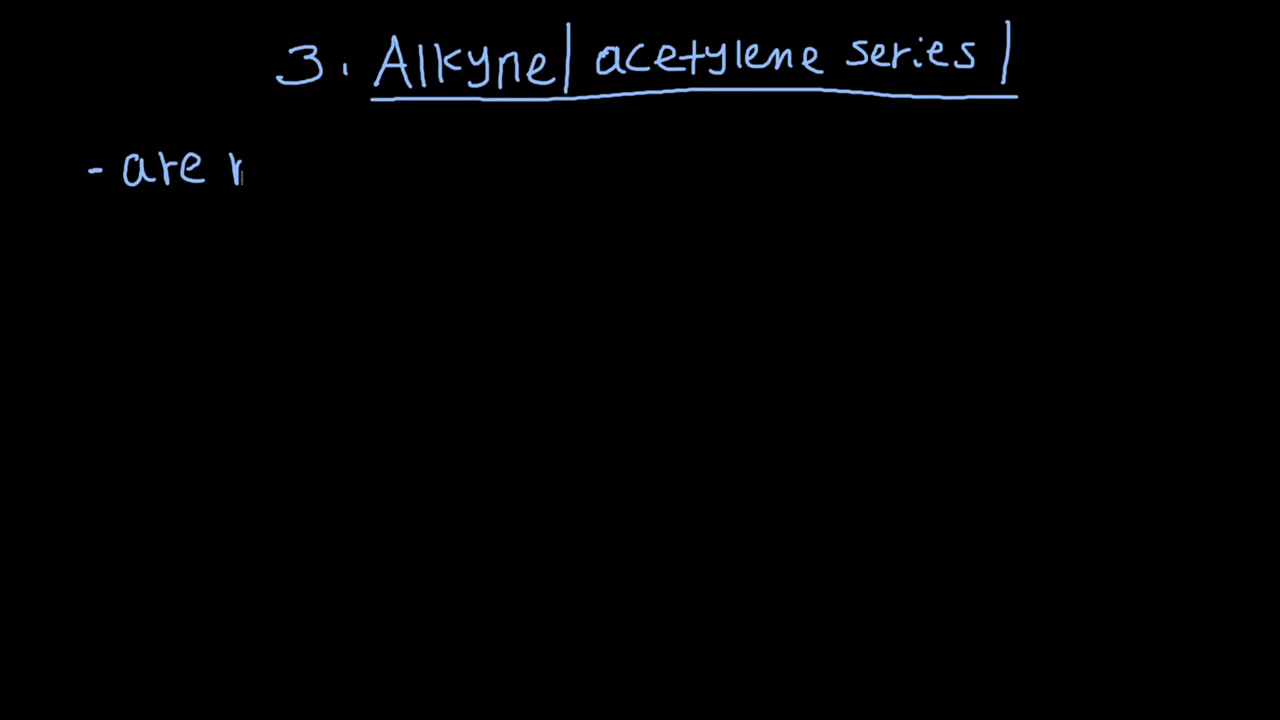 3. Alkyne| acetylene series |
- are r